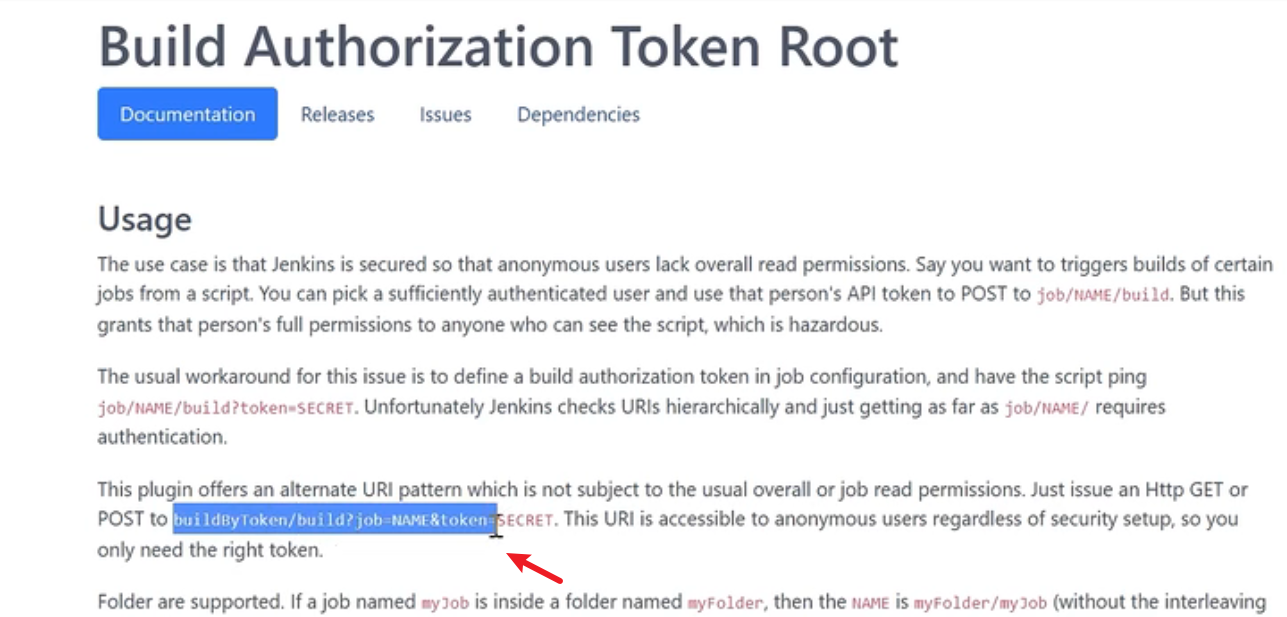 Build Authorization Token Root
Documentation Releases Issues Dependencies
Usage
The use case is that Jenkins is secured so that anonymous users lack overall read permissions. Say you want to triggers builds of certain
jobs from a script. You can pick a sufficiently authenticated user and use that person's API token to POST to job/NAME/build. But this
grants that person's full permissions to anyone who can see the script, which is hazardous.
The usual workaround for this issue is to define a build authorization token in job configuration, and have the script ping
job/NAME/build?token=SECRET. Unfortunately Jenkins checks URIs hierarchically and just getting as far as job/NAME/ requires
authentication.
This plugin offers an alternate URI pattern which is not subject to the usual overall or job read permissions. Just issue an Http GET or
POST to buildByToken/build?job=NAME&token=SECRET. This URI is accessible to anonymous users regardless of security setup, so you
only need the right token.
Folder are supported. If a job named myJob is inside a folder named myFolder, then the NAME is myFolder/myJob (without the interleaving